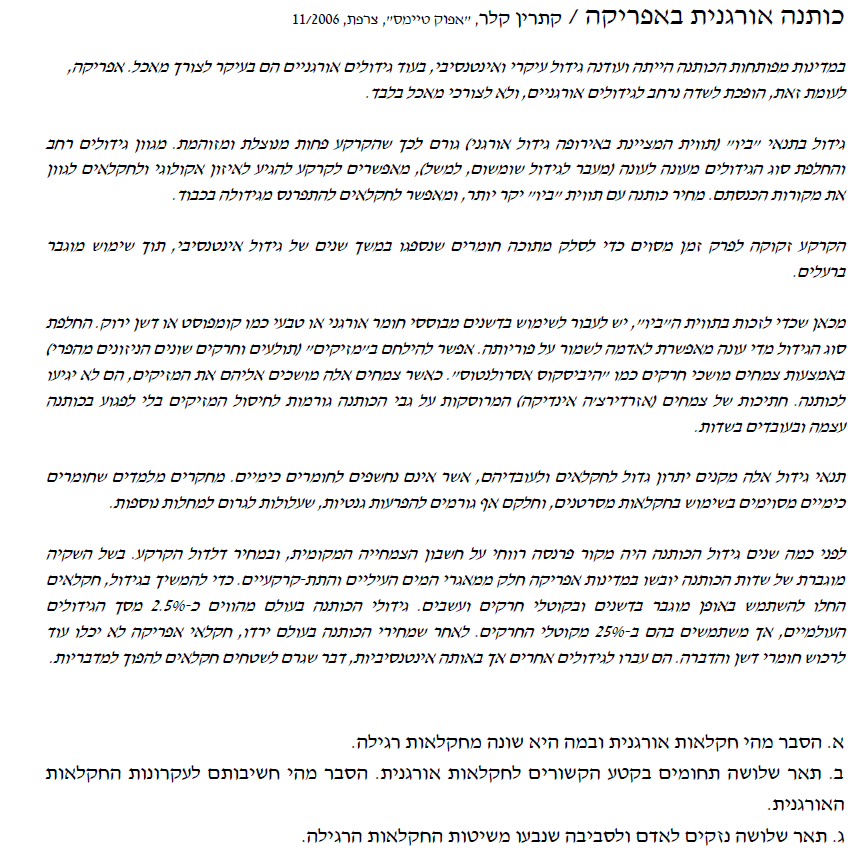 כותנה אורגנית באפריקה / קתרין קלר, "אפוק טיימס", צרפת, 11/2006
במדינות מפותחות הכותנה הייתה ועודנה גידול עיקרי ואינטנסיבי, בעוד גידולים אורגניים הם בעיקר לצורך מאכל. אפריקה,
לעומת זאת, הופכת לשדה נרחב לגידולים אורגניים, ולא לצורכי מאכל בלבד.
גידול בתנאי "ביו" (תווית המציינת באירופה גידול אורגני) גורם לכך שהקרקע פחות מנוצלת ומזוהמת. מגוון גידולים רחב
והחלפת סוג הגידולים מעונה לעונה (מעבר לגידול שומשום, למשל), מאפשרים לקרקע להגיע לאיזון אקולוגי ולחקלאים לגוון
את מקורות הכנסתם. מחיר כותנה עם תווית "ביו" יקר יותר, ומאפשר לחקלאים להתפרנס מגידולה בכבוד.
הקרקע זקוקה לפרק זמן מסוים כדי לסלק מתוכה חומרים שנספגו במשך שנים של גידול אינטנסיבי, תוך שימוש מוגבר
ברעלים.
מכאן שכדי לזכות בתווית ה"ביו", יש לעבור לשימוש בדשנים מבוססי חומר אורגני או טבעי כמו קומפוסט או דשן ירוק. החלפת
סוג הגידול מדי עונה מאפשרת לאדמה לשמור על פוריותה. אפשר להילחם ב"מזיקים" (תולעים וחרקים שונים הניזונים מהפרי)
באמצעות צמחים מושכי חרקים כמו "היביסקוס אסרולנטוס". כאשר צמחים אלה מושכים אליהם את המזיקים, הם לא יגיעו
לכותנה. חתיכות של צמחים (אזרדירצ'ה אינדיקה) המרוסקות על גבי הכותנה גורמות לחיסול המזיקים בלי לפגוע בכותנה
עצמה ובעובדים בשדות.
תנאי גידול אלה מקנים יתרון גדול לחקלאים ולעובדיהם, אשר אינם נחשפים לחומרים כימיים. מחקרים מלמדים שחומרים
כימיים מסוימים בשימוש בחקלאות מסרטנים, וחלקם אף גורמים להפרעות גנטיות, שעלולות לגרום למחלות נוספות.
לפני כמה שנים גידול הכותנה היה מקור פרנסה רווחי על חשבון הצמחייה המקומית, ובמחיר דלדול הקרקע. בשל השקיה
מוגברת של שדות הכותנה יובשו במדינות אפריקה חלק ממאגרי המים העיליים והתת-קרקעיים. כדי להמשיך בגידול, חקלאים
החלו להשתמש באופן מוגבר בדשנים ובקוטלי חרקים ועשבים. גידולי הכותנה בעולם מהווים כ-2.5% מסך הגידולים
העולמיים, אך משתמשים בהם ב-25% מקוטלי החרקים. לאחר שמחירי הכותנה בעולם ירדו, חקלאי אפריקה לא יכלו עוד
לרכוש חומרי דשן והדברה. הם עברו לגידולים אחרים אך באותה אינטנסיביות, דבר שגרם לשטחים חקלאים להפוך למדבריות.
א. הסבר מהי חקלאות אורגנית ובמה היא שונה מחקלאות רגילה.
ב. תאר שלושה תחומים בקטע הקשורים לחקלאות אורגנית. הסבר מהי חשיבותם לעקרונות החקלאות
האורגנית.
ג. תאר שלושה נזקים לאדם ולסביבה שנבעו משיטות החקלאות הרגילה.